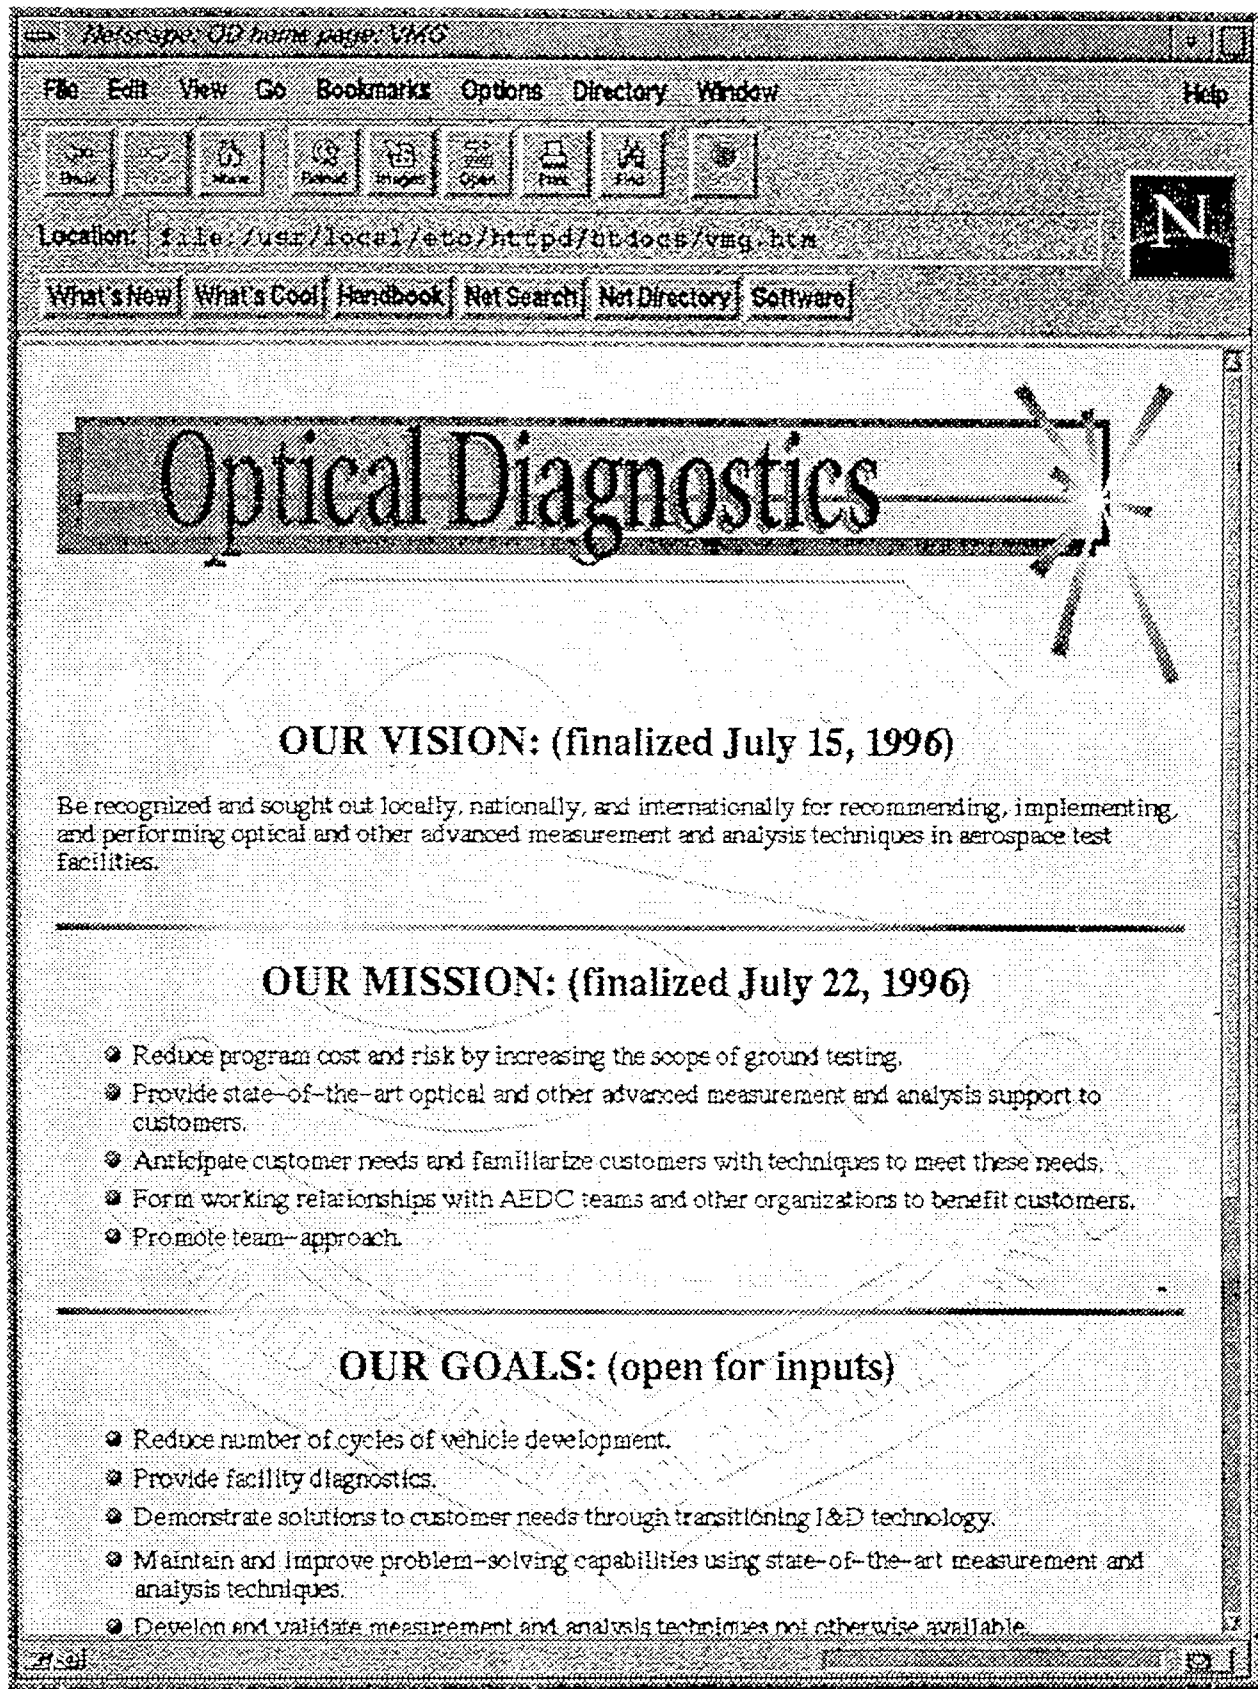 Netscape: OD home page: VMG
File Edit View Go Bookmarks Options Directory Window Help
Back Home Reload Images Open Print Find
N
Location: file:/usr/local/etc/httpd/htdocs/vmg.htm
What's New! What's Cool! Handbook Net Search Net Directory Software
Optical Diagnostics
OUR VISION: (finalized July 15, 1996)
Be recognized and sought out locally, nationally, and internationally for recommending, implementing,
and performing optical and other advanced measurement and analysis techniques in aerospace test
facilities.
OUR MISSION: (finalized July 22, 1996)
Reduce program cost and risk by increasing the scope of ground testing.
Provide state-of-the-art optical and other advanced measurement and analysis support to
customers.
Anticipate customer needs and familiarize customers with techniques to meet these needs.
Form working relationships with AEDC teams and other organizations to benefit customers.
Promote team-approach.
OUR GOALS: (open for inputs)
Reduce number of cycles of vehicle development.
Provide facility diagnostics.
Demonstrate solutions to customer needs through transitioning I&D technology.
Maintain and improve problem-solving capabilities using state-of-the-art measurement and
analysis techniques.
Develop and validate measurement and analysis techniques not otherwise available.